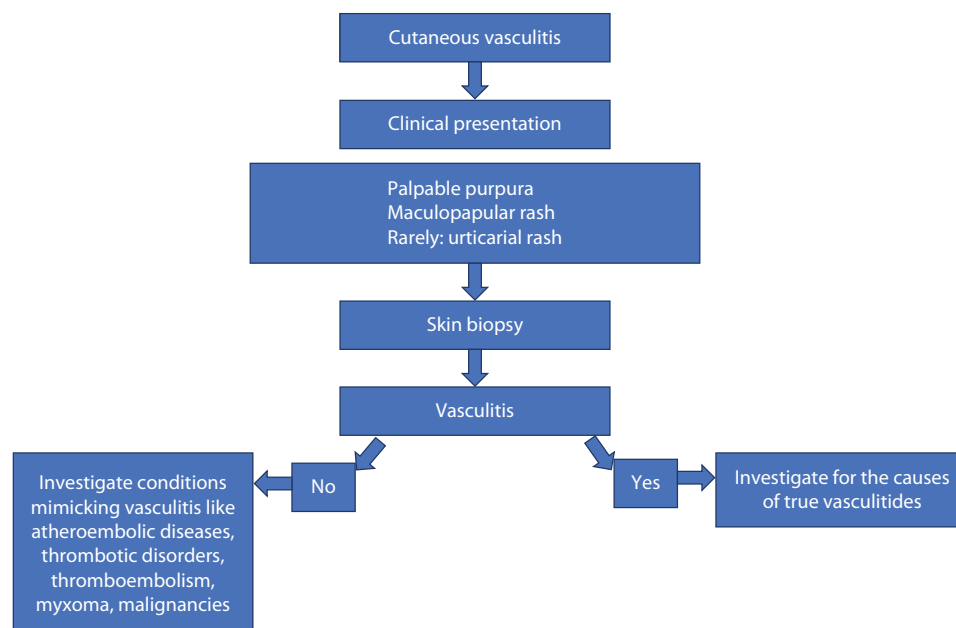 Cutaneous vasculitis
Clinical presentation
Palpable purpura
Maculopapular rash
Rarely: urticarial rash
Skin biopsy
Vasculitis
No
Yes
Investigate conditions
mimicking vasculitis like
atheroembolic diseases,
thrombotic disorders,
thromboembolism,
myxoma, malignancies
Investigate for the causes
of true vasculitides